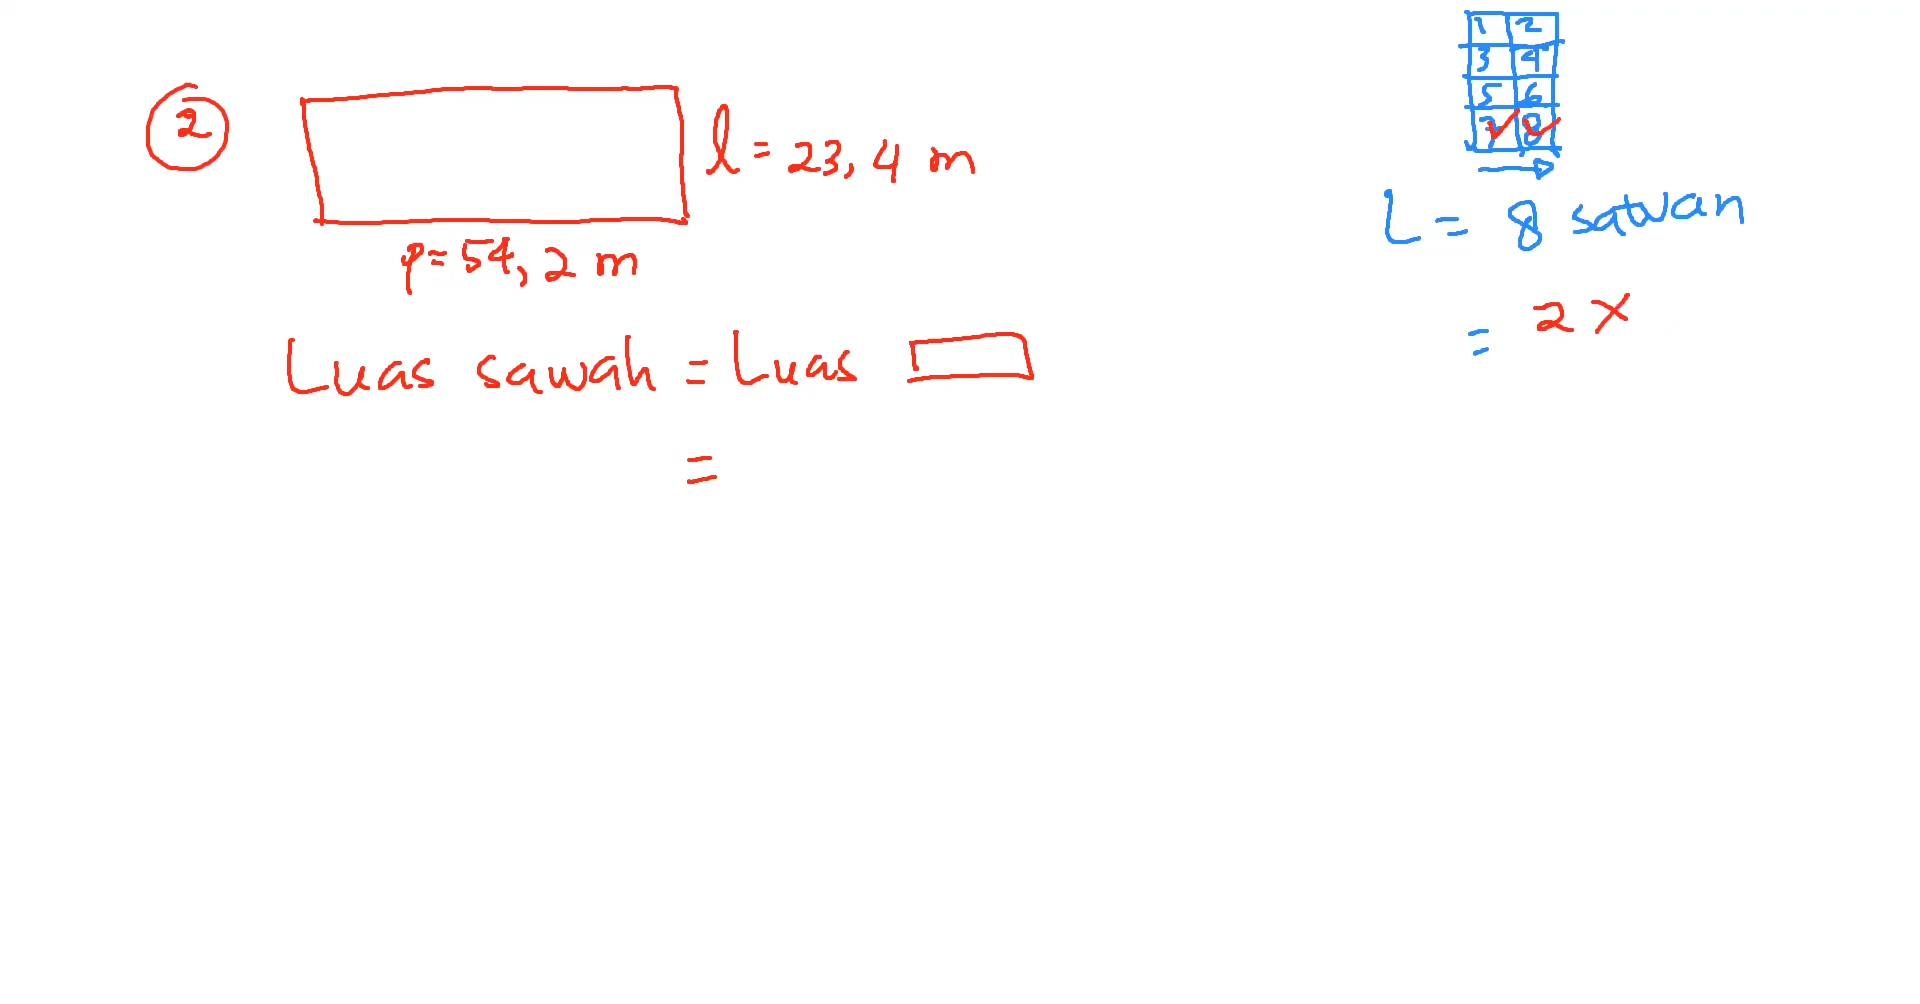 2
l = 23,4 m
p = 54,2 m
Luas sawah = Luas
=
1 2
3 4
5 6
7 8
L = 8 satuan
= 2 x